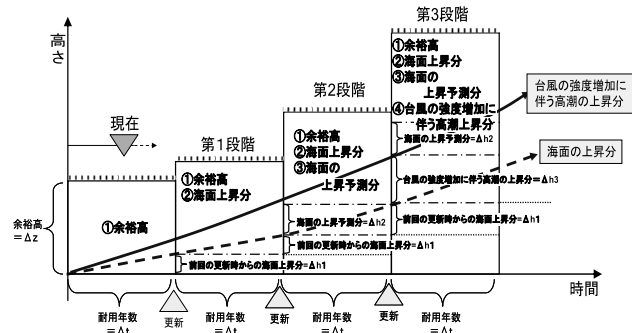 高さ
現在
第1段階
第2段階
第3段階
①余裕高
①余裕高
②海面上昇分
①余裕高
②海面上昇分
③海面の
上昇予測分
①余裕高
②海面上昇分
③海面の
上昇予測分
④台風の強度増加に
伴う高潮上昇分
台風の強度増加に
伴う高潮の上昇分
海面の上昇分
余裕高
＝Δz
前回の更新時からの海面上昇分＝Δh1
海面の上昇予測分＝Δh2
前回の更新時からの海面上昇分＝Δh1
海面の上昇予測分＝Δh2
台風の強度増加に伴う高潮の上昇分＝Δh3
前回の更新時からの海面上昇分＝Δh1
時間
耐用年数
＝Δt
更新
耐用年数
＝Δt
更新
耐用年数
＝Δt
更新
耐用年数
＝Δt